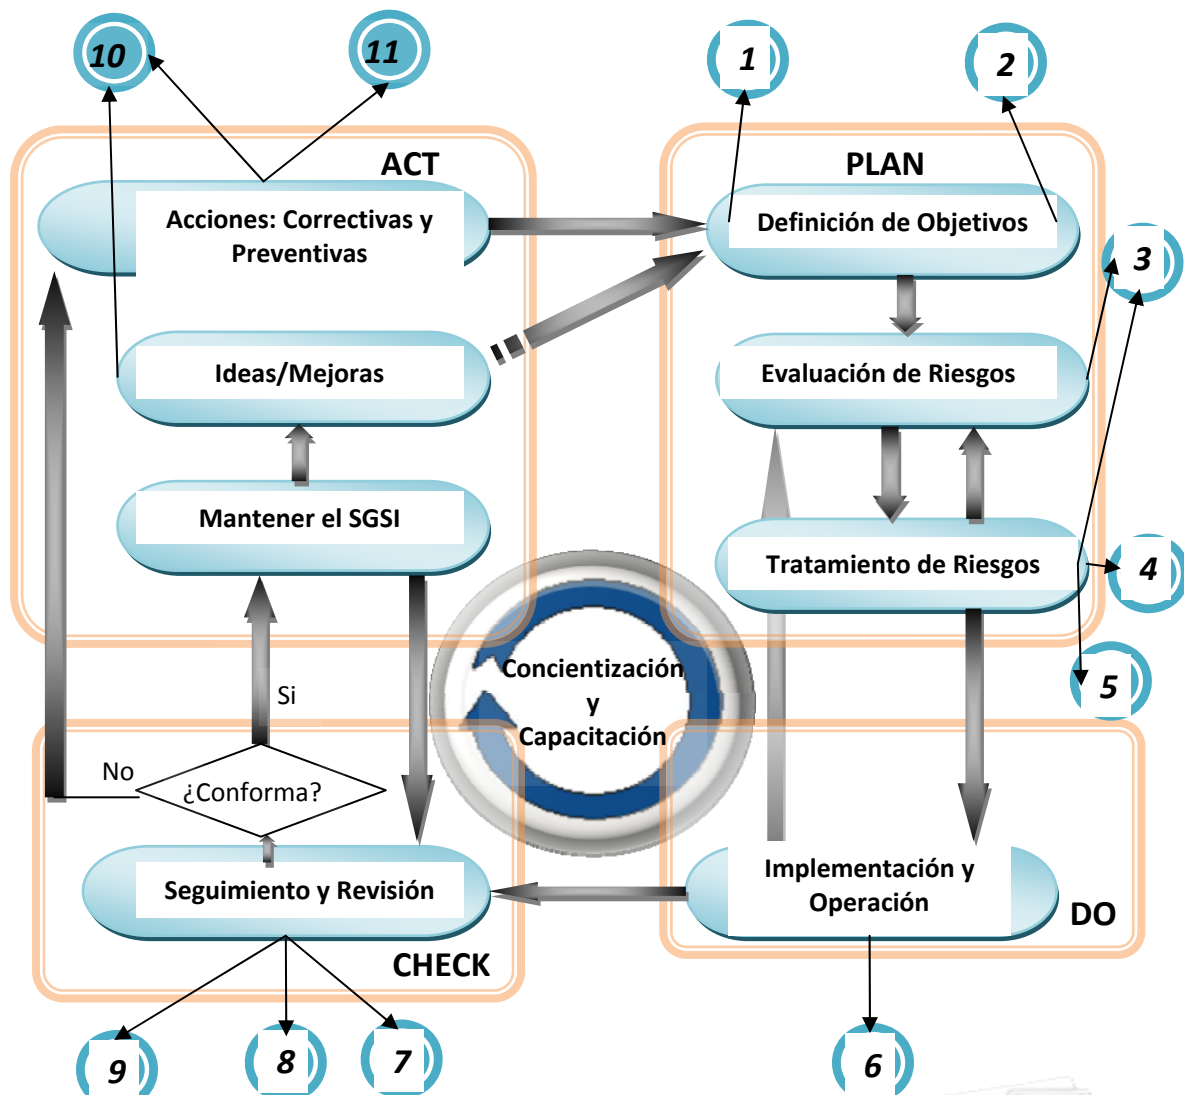 10
11
1
2
ACT
PLAN
Acciones: Correctivas y
Preventivas
Definición de Objetivos
3
Ideas/Mejoras
Evaluación de Riesgos
Mantener el SGSI
Tratamiento de Riesgos
4
Concientización
y
Capacitación
5
Si
No
¿Conforma?
Seguimiento y Revisión
Implementación y
Operación
DO
CHECK
9
8
7
6